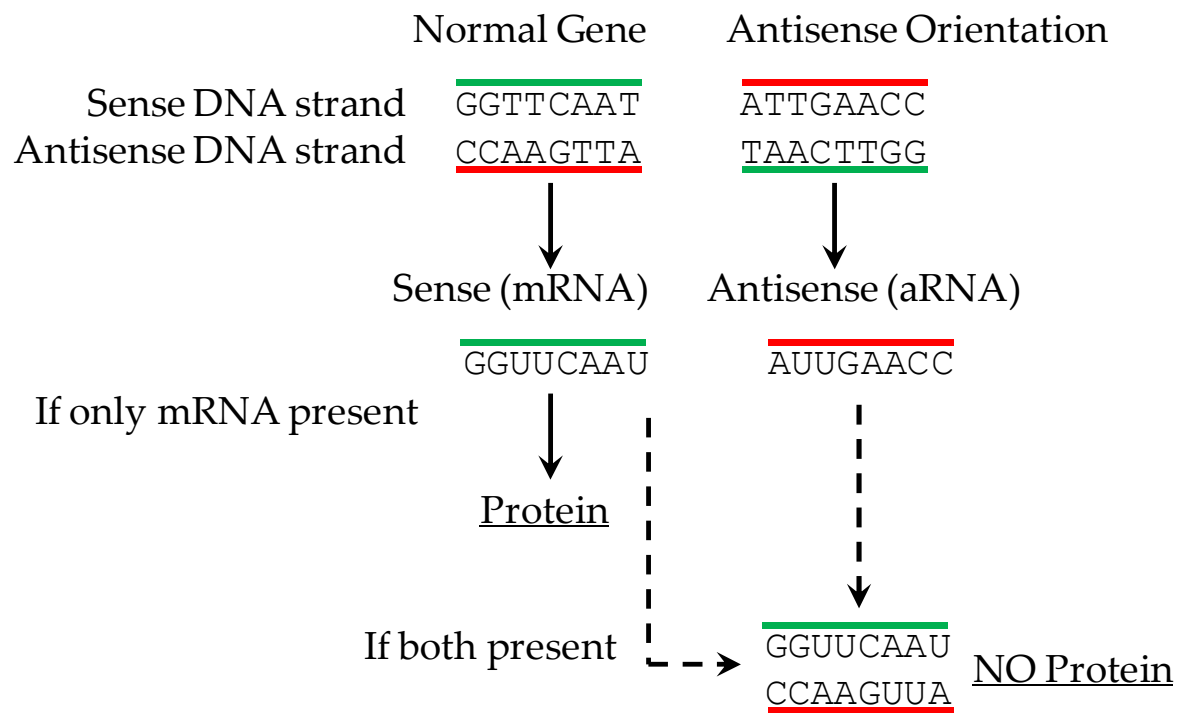 Normal Gene Antisense Orientation
Sense DNA strand GGTTCAAT ATTGAACC
Antisense DNA strand CCAAGTTA TAACTTGG
Sense (mRNA) Antisense (aRNA)
GGUUCAAU AUUGAACC
If only mRNA present
Protein
If both present GGUUCAAU
NO Protein
CCAAGUUA